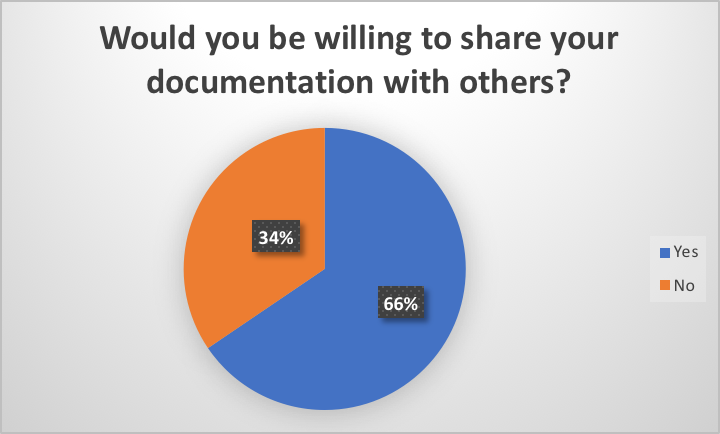 Would you be willing to share your
documentation with others?
34%
66%
Yes
No